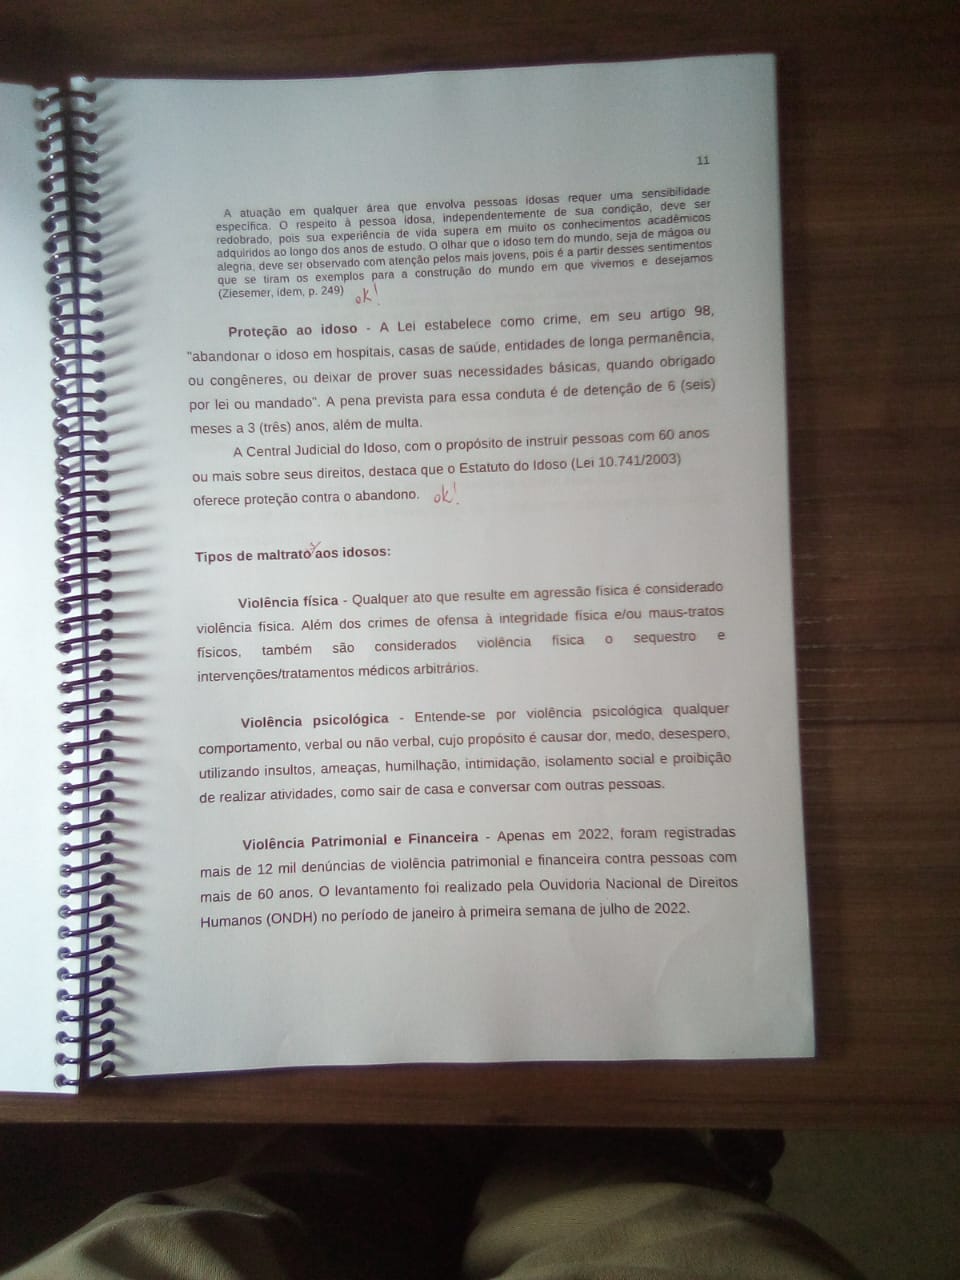 11
A atuação em qualquer área que envolva pessoas idosas requer uma sensibilidade
específica. O respeito à pessoa idosa, independentemente de sua condição, deve ser
redobrado, pois sua experiência de vida supera em muito os conhecimentos acadêmicos
adquiridos ao longo dos anos de estudo. O olhar que o idoso tem do mundo, seja de mágoa ou
alegria, deve ser observado com atenção pelos mais jovens, pois é a partir desses sentimentos
que se tiram os exemplos para a construção do mundo em que vivemos e desejamos
(Ziesemer, idem, p. 249) ok!
Proteção ao idoso - A Lei estabelece como crime, em seu artigo 98,
"abandonar o idoso em hospitais, casas de saúde, entidades de longa permanência,
ou congêneres, ou deixar de prover suas necessidades básicas, quando obrigado
por lei ou mandado". A pena prevista para essa conduta é de detenção de 6 (seis)
meses a 3 (três) anos, além de multa.
A Central Judicial do Idoso, com o propósito de instruir pessoas com 60 anos
ou mais sobre seus direitos, destaca que o Estatuto do Idoso (Lei 10.741/2003)
oferece proteção contra o abandono. ok!
Tipos de maltrato aos idosos:
Violência física - Qualquer ato que resulte em agressão física é considerado
violência física. Além dos crimes de ofensa à integridade física e/ou maus-tratos
físicos, também são considerados violência física o sequestro e
intervenções/tratamentos médicos arbitrários.
Violência psicológica - Entende-se por violência psicológica qualquer
comportamento, verbal ou não verbal, cujo propósito é causar dor, medo, desespero,
utilizando insultos, ameaças, humilhação, intimidação, isolamento social e proibição
de realizar atividades, como sair de casa e conversar com outras pessoas.
Violência Patrimonial e Financeira - Apenas em 2022, foram registradas
mais de 12 mil denúncias de violência patrimonial e financeira contra pessoas com
mais de 60 anos. O levantamento foi realizado pela Ouvidoria Nacional de Direitos
Humanos (ONDH) no período de janeiro à primeira semana de julho de 2022.